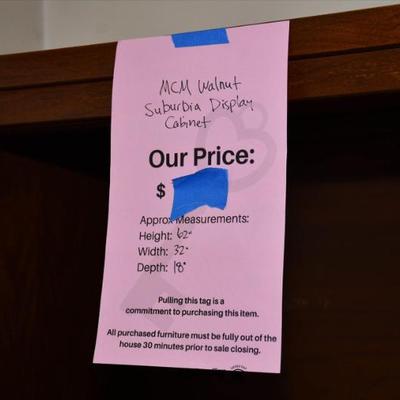 MCM Walnut
Suburbia Display
Cabinet
Our Price:
$
Approx Measurements:
Height: 62"
Width: 32"
Depth: 18"
Pulling this tag is a
commitment to purchasing this item.
All purchased furniture must be fully out of the
house 30 minutes prior to sale closing.